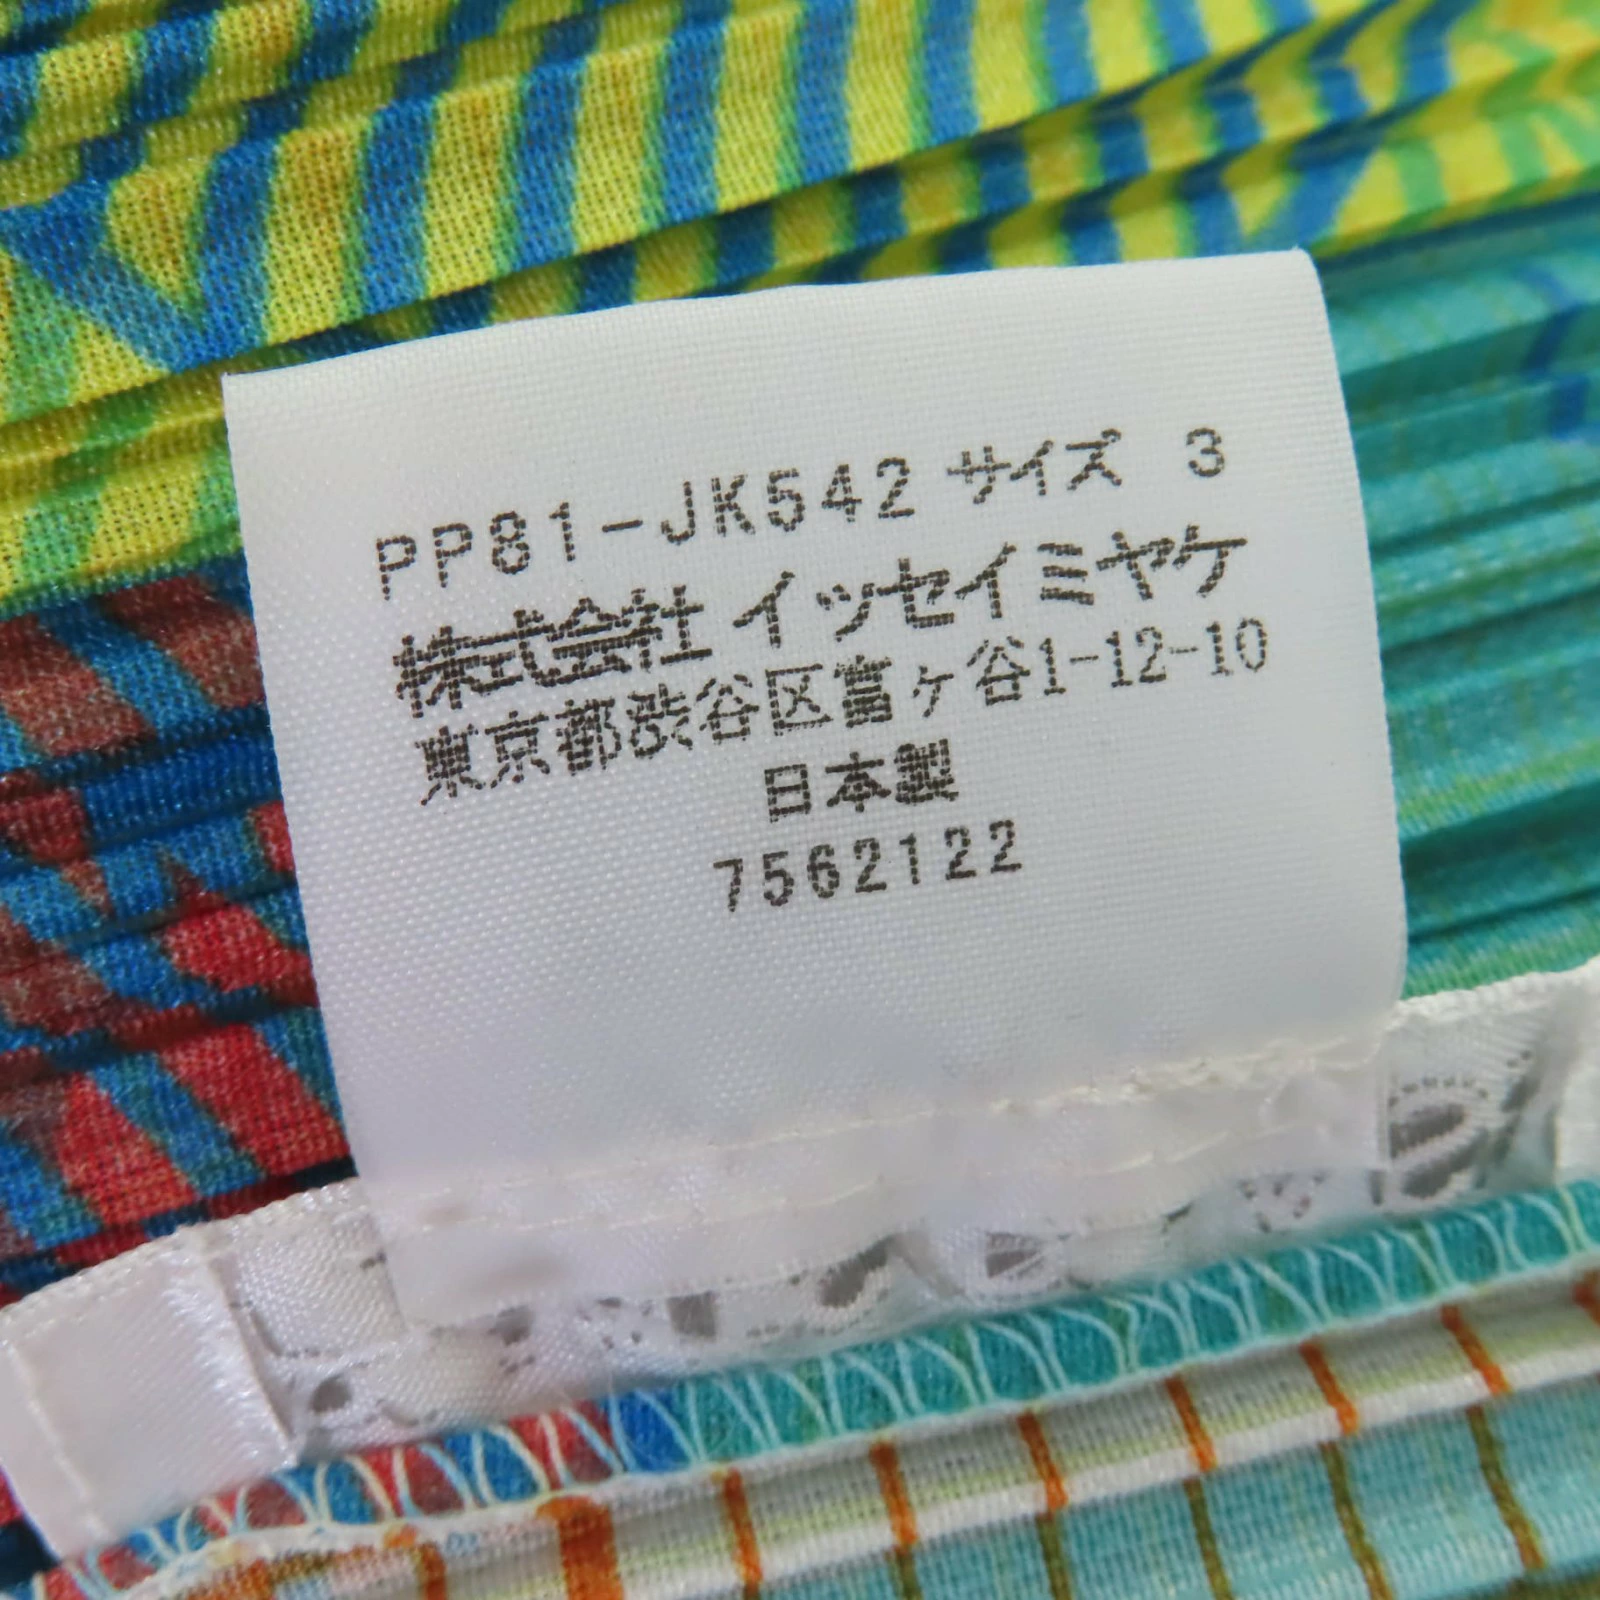 PP81-JK542 サイズ 3
株式会社 イッセイミヤケ
東京都渋谷区富ヶ谷1-12-10
日本製
7562122